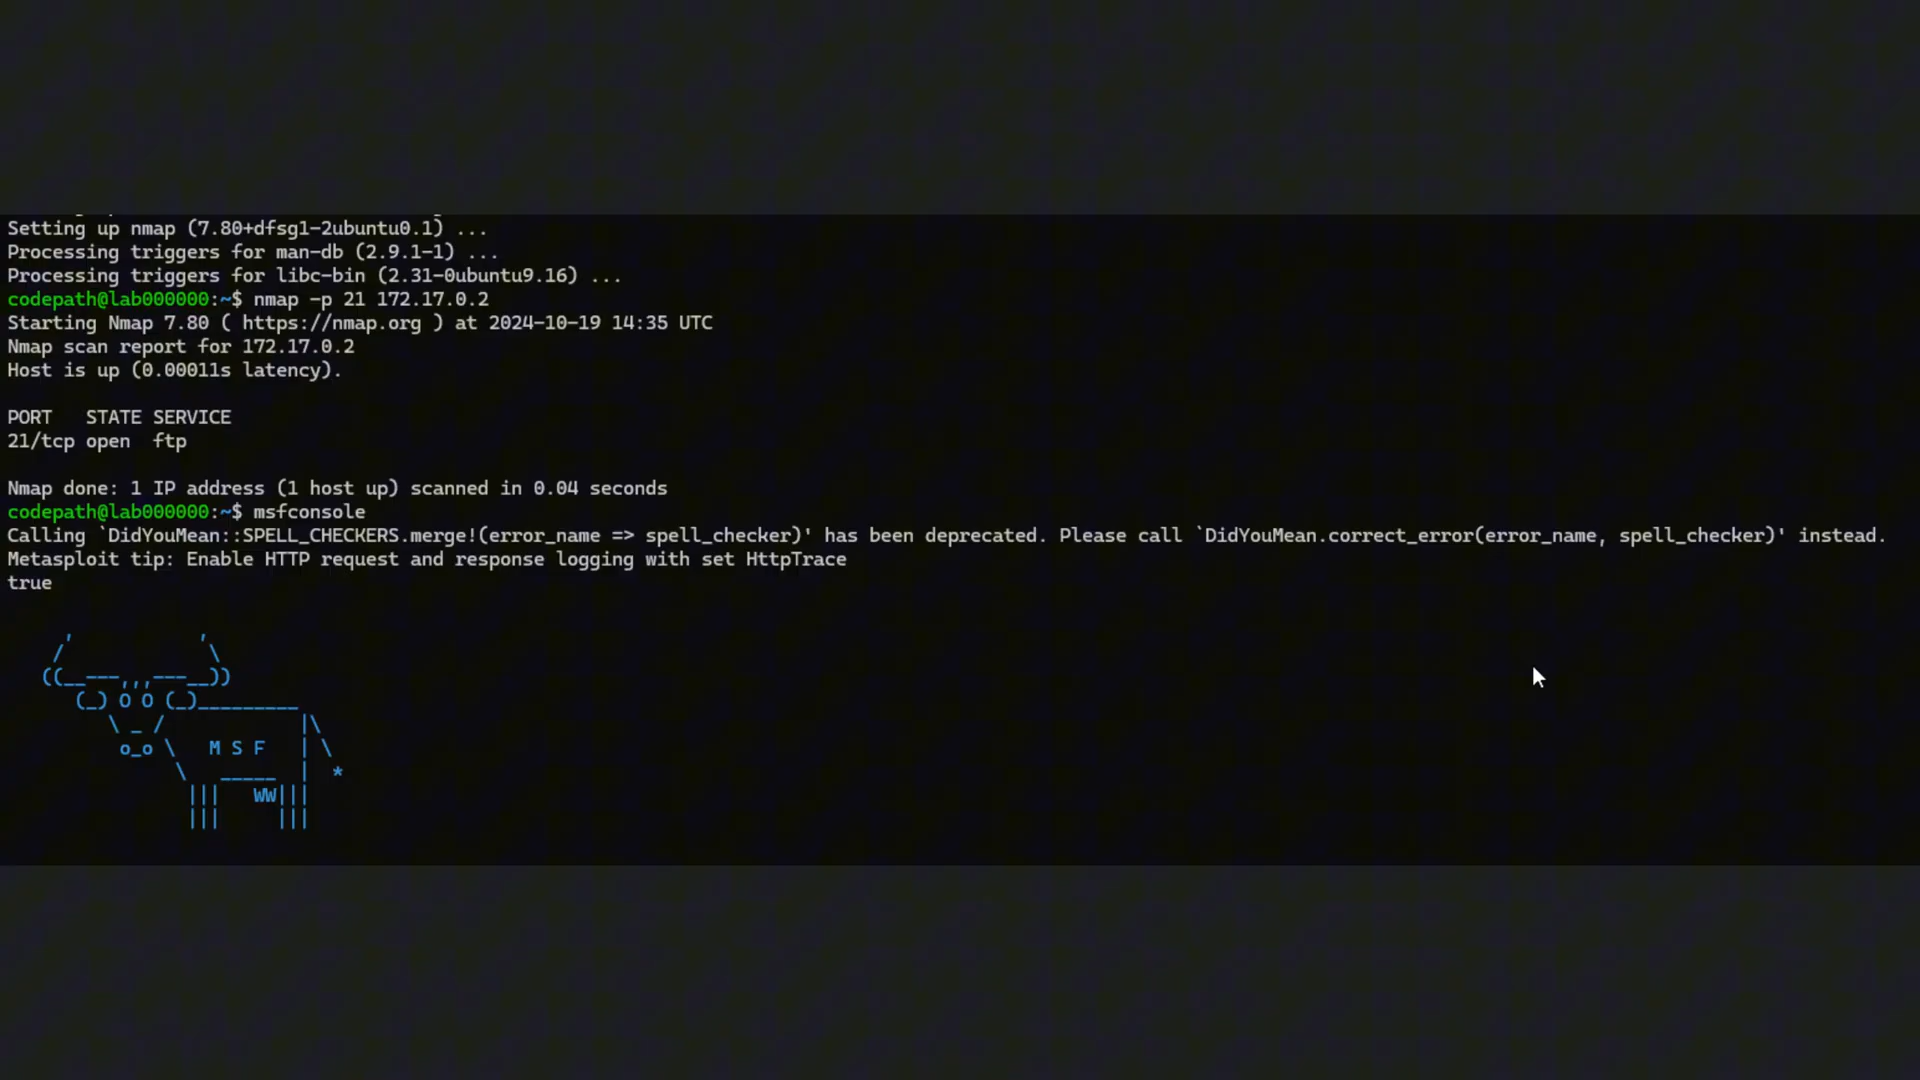 Setting up nmap (7.80+dfsg1-2ubuntu0.1) ...
Processing triggers for man-db (2.9.1-1) ...
Processing triggers for libc-bin (2.31-0ubuntu9.16) ...
codepath@lab000000:~$ nmap -p 21 172.17.0.2
Starting Nmap 7.80 ( https://nmap.org ) at 2024-10-19 14:35 UTC
Nmap scan report for 172.17.0.2
Host is up (0.00011s latency).
PORT   STATE SERVICE
21/tcp open  ftp
Nmap done: 1 IP address (1 host up) scanned in 0.04 seconds
codepath@lab000000:~$ msfconsole
Calling `DidYouMean::SPELL_CHECKERS.merge!(error_name => spell_checker)' has been deprecated. Please call `DidYouMean.correct_error(error_name, spell_checker)' instead.
Metasploit tip: Enable HTTP request and response logging with set HttpTrace
true
      ,           ,
    /             \
   ((__---,,,---__))
      (_) O O (_)_________
         \ _ /            |\
          o_o \   M S F   | \
               \   _____  |  *
                |||   WW|||
                |||     |||